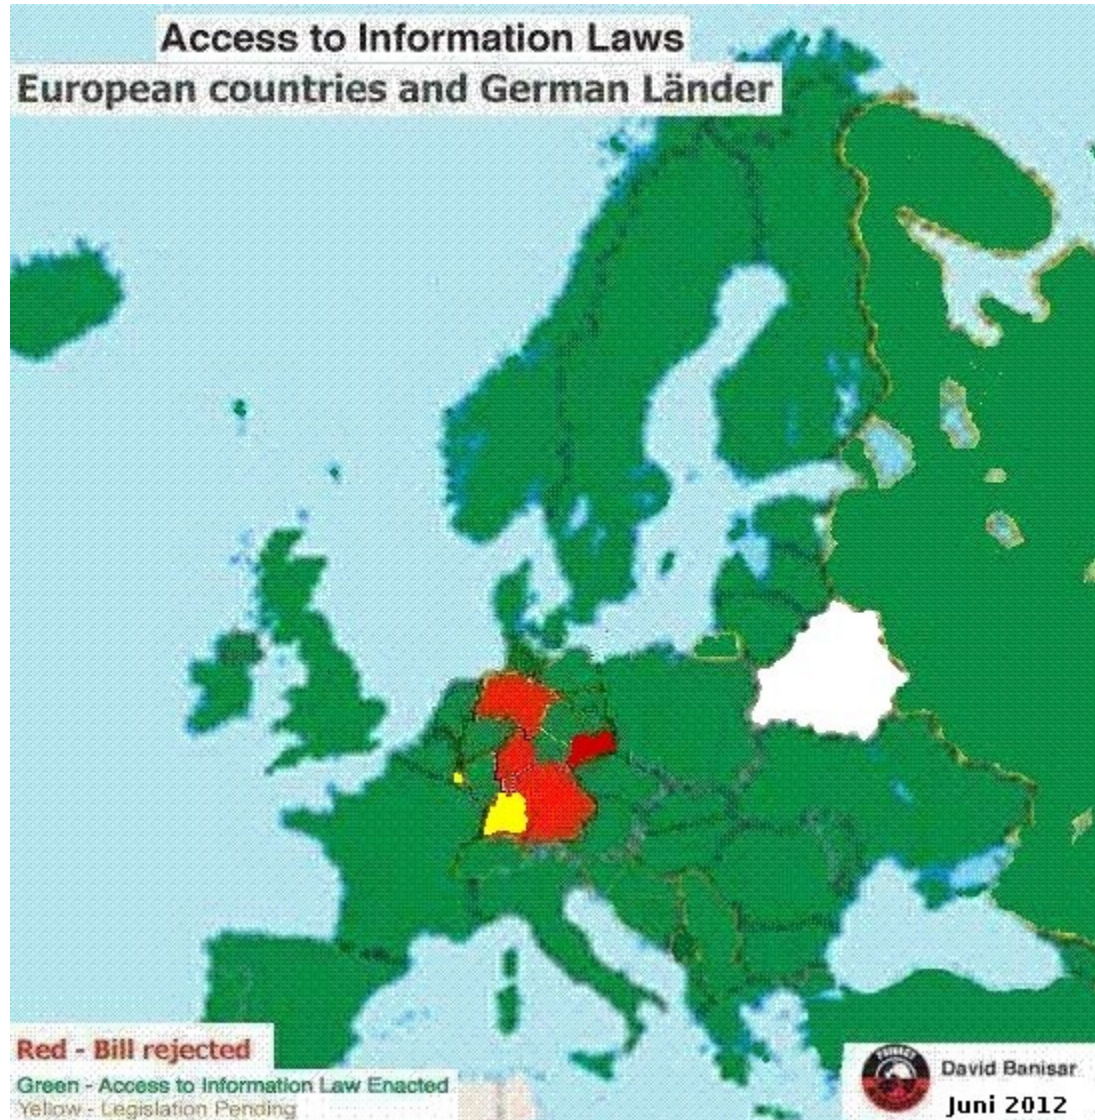 Access to Information Laws
European countries and German Länder
Red - Bill rejected
Green - Access to Information Law Enacted
Yellow - Legislation Pending
PRIVACY
David Banisar
Juni 2012